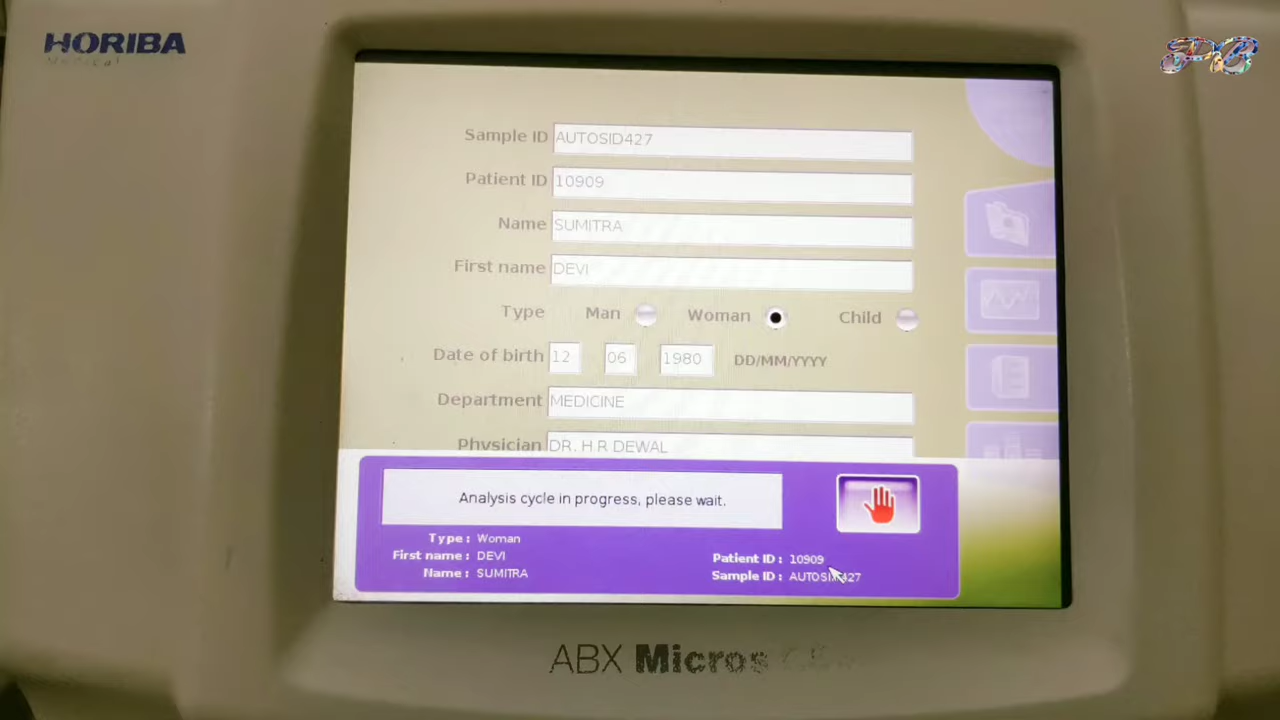 HORIBA
Medical
Sample ID AUTOSID427
Patient ID 10909
Name SUMITRA
First name DEVI
Type Man Woman Child
Date of birth 12 06 1980 DD/MM/YYYY
Department MEDICINE
Physician DR. H R DEWAL
Analysis cycle in progress, please wait.
Type : Woman
First name : DEVI Patient ID : 10909
Name : SUMITRA Sample ID : AUTOSID427
ABX Micros